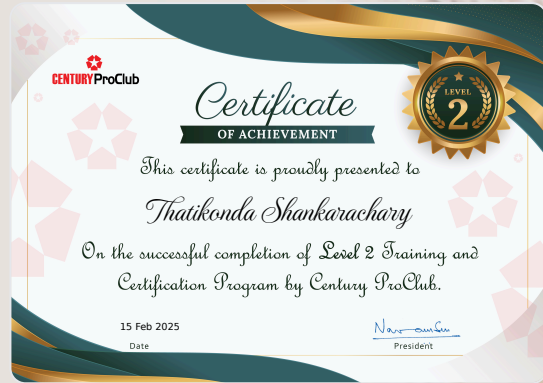 CENTURY ProClub
Certificate
OF ACHIEVEMENT
LEVEL
2
This certificate is proudly presented to
Thatikonda Shankarachary
On the successful completion of Level 2 Training and
Certification Program by Century ProClub.
15 Feb 2025
Date
President